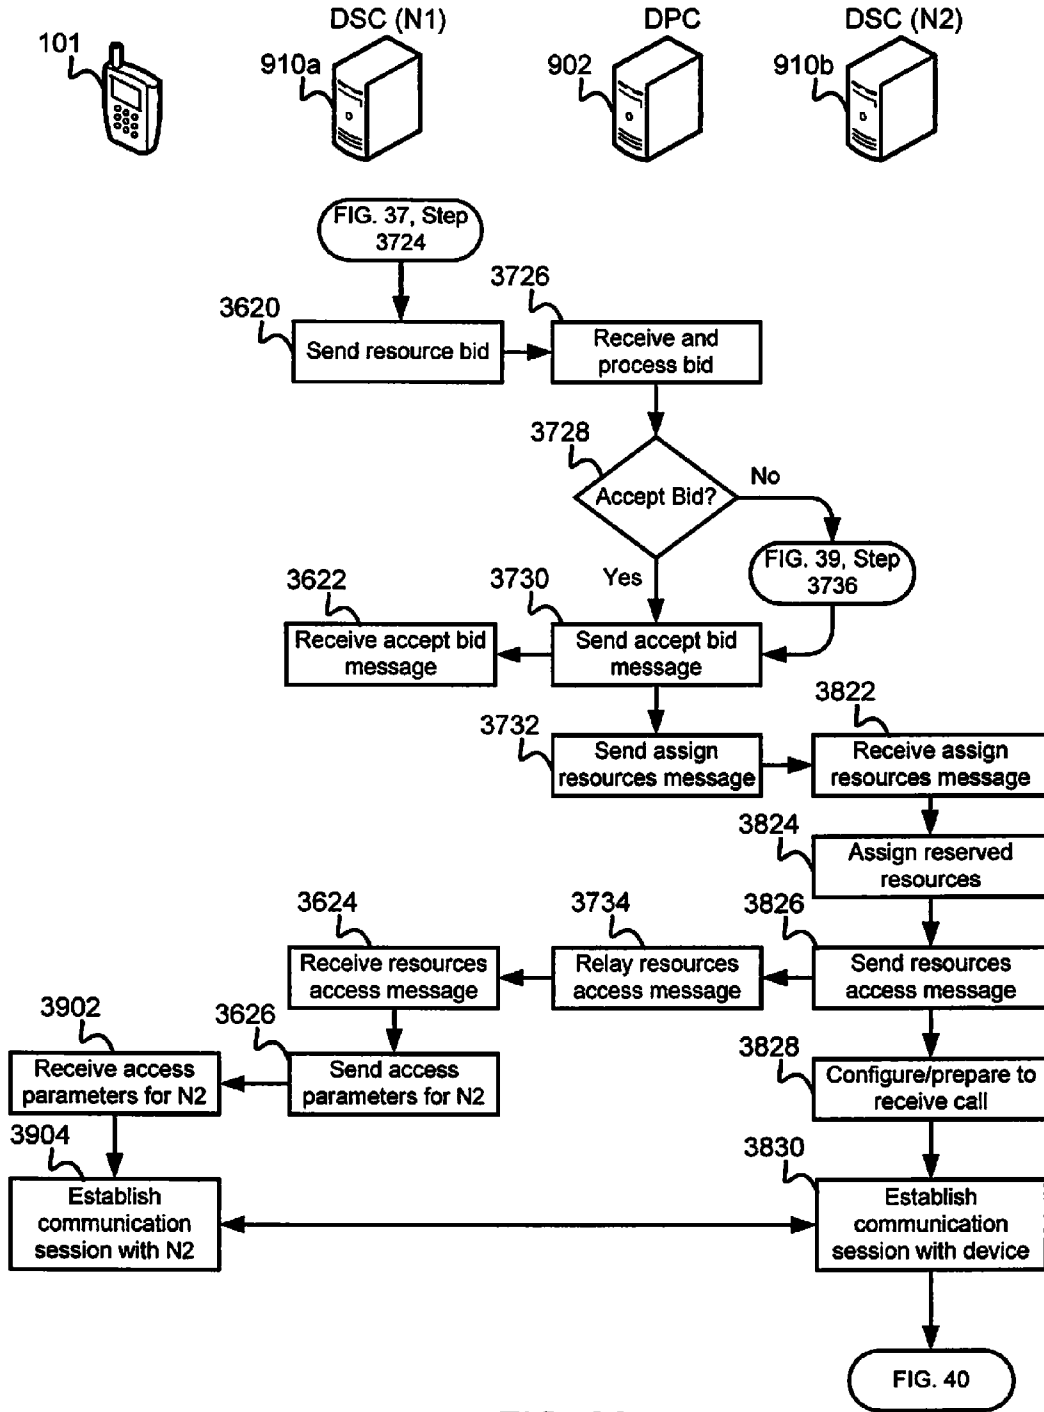 DSC (N1)
DPC
DSC (N2)
101
910a
902
910b
FIG. 37, Step
3724
3620
Send resource bid
3726
Receive and
process bid
3728
Accept Bid?
No
FIG. 39, Step
3736
Yes
3622
Receive accept bid
message
3730
Send accept bid
message
3732
Send assign
resources message
3822
Receive assign
resources message
3824
Assign reserved
resources
3624
Receive resources
access message
3734
Relay resources
access message
3826
Send resources
access message
3902
Receive access
parameters for N2
3626
Send access
parameters for N2
3828
Configure/prepare to
receive call
3904
Establish
communication
session with N2
3830
Establish
communication
session with device
FIG. 40